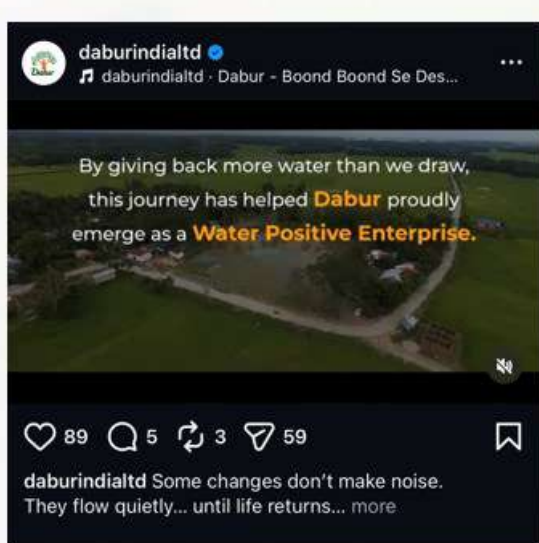 daburindialtd
daburindialtd · Dabur - Boond Boond Se Des...
By giving back more water than we draw,
this journey has helped Dabur proudly
emerge as a Water Positive Enterprise.
89 5 3 59
daburindialtd Some changes don't make noise.
They flow quietly... until life returns... more